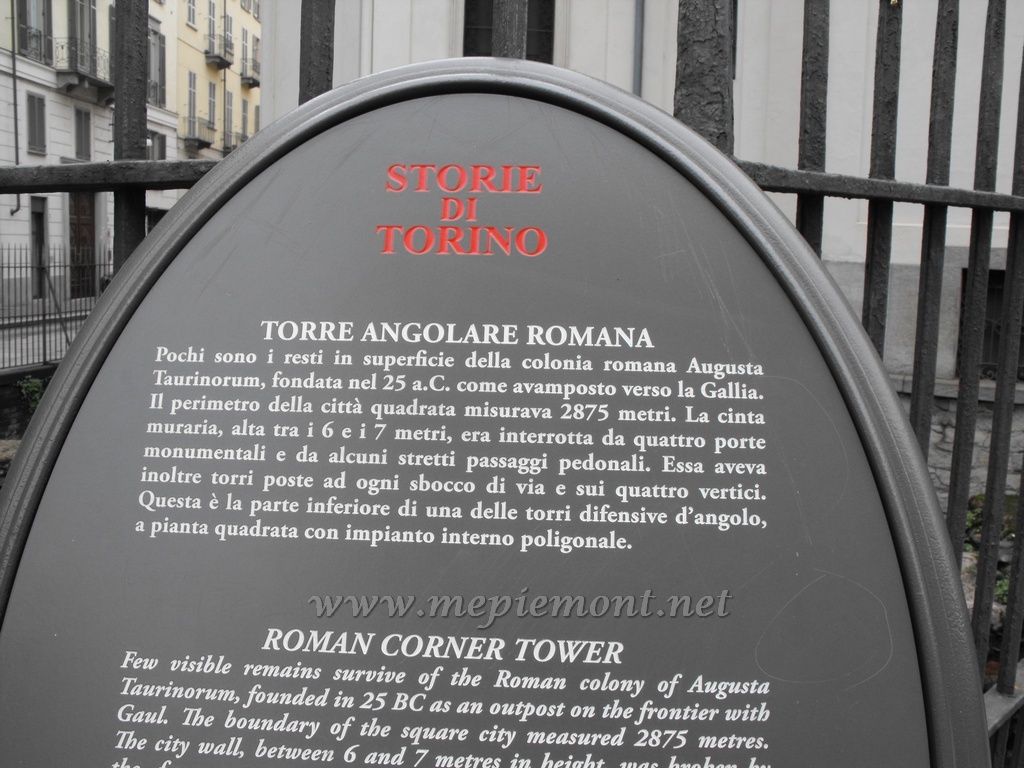 STORIE
DI
TORINO
TORRE ANGOLARE ROMANA
Pochi sono i resti in superficie della colonia romana Augusta
Taurinorum, fondata nel 25 a.C. come avamposto verso la Gallia.
Il perimetro della città quadrata misurava 2875 metri. La cinta
muraria, alta tra i 6 e i 7 metri, era interrotta da quattro porte
monumentali e da alcuni stretti passaggi pedonali. Essa aveva
inoltre torri poste ad ogni sbocco di via e sui quattro vertici.
Questa è la parte inferiore di una delle torri difensive d'angolo,
a pianta quadrata con impianto interno poligonale.
www.mepiemont.net
ROMAN CORNER TOWER
Few visible remains survive of the Roman colony of Augusta
Taurinorum, founded in 25 BC as an outpost on the frontier with
Gaul. The boundary of the square city measured 2875 metres.
The city wall, between 6 and 7 metres in height, was broken by
the